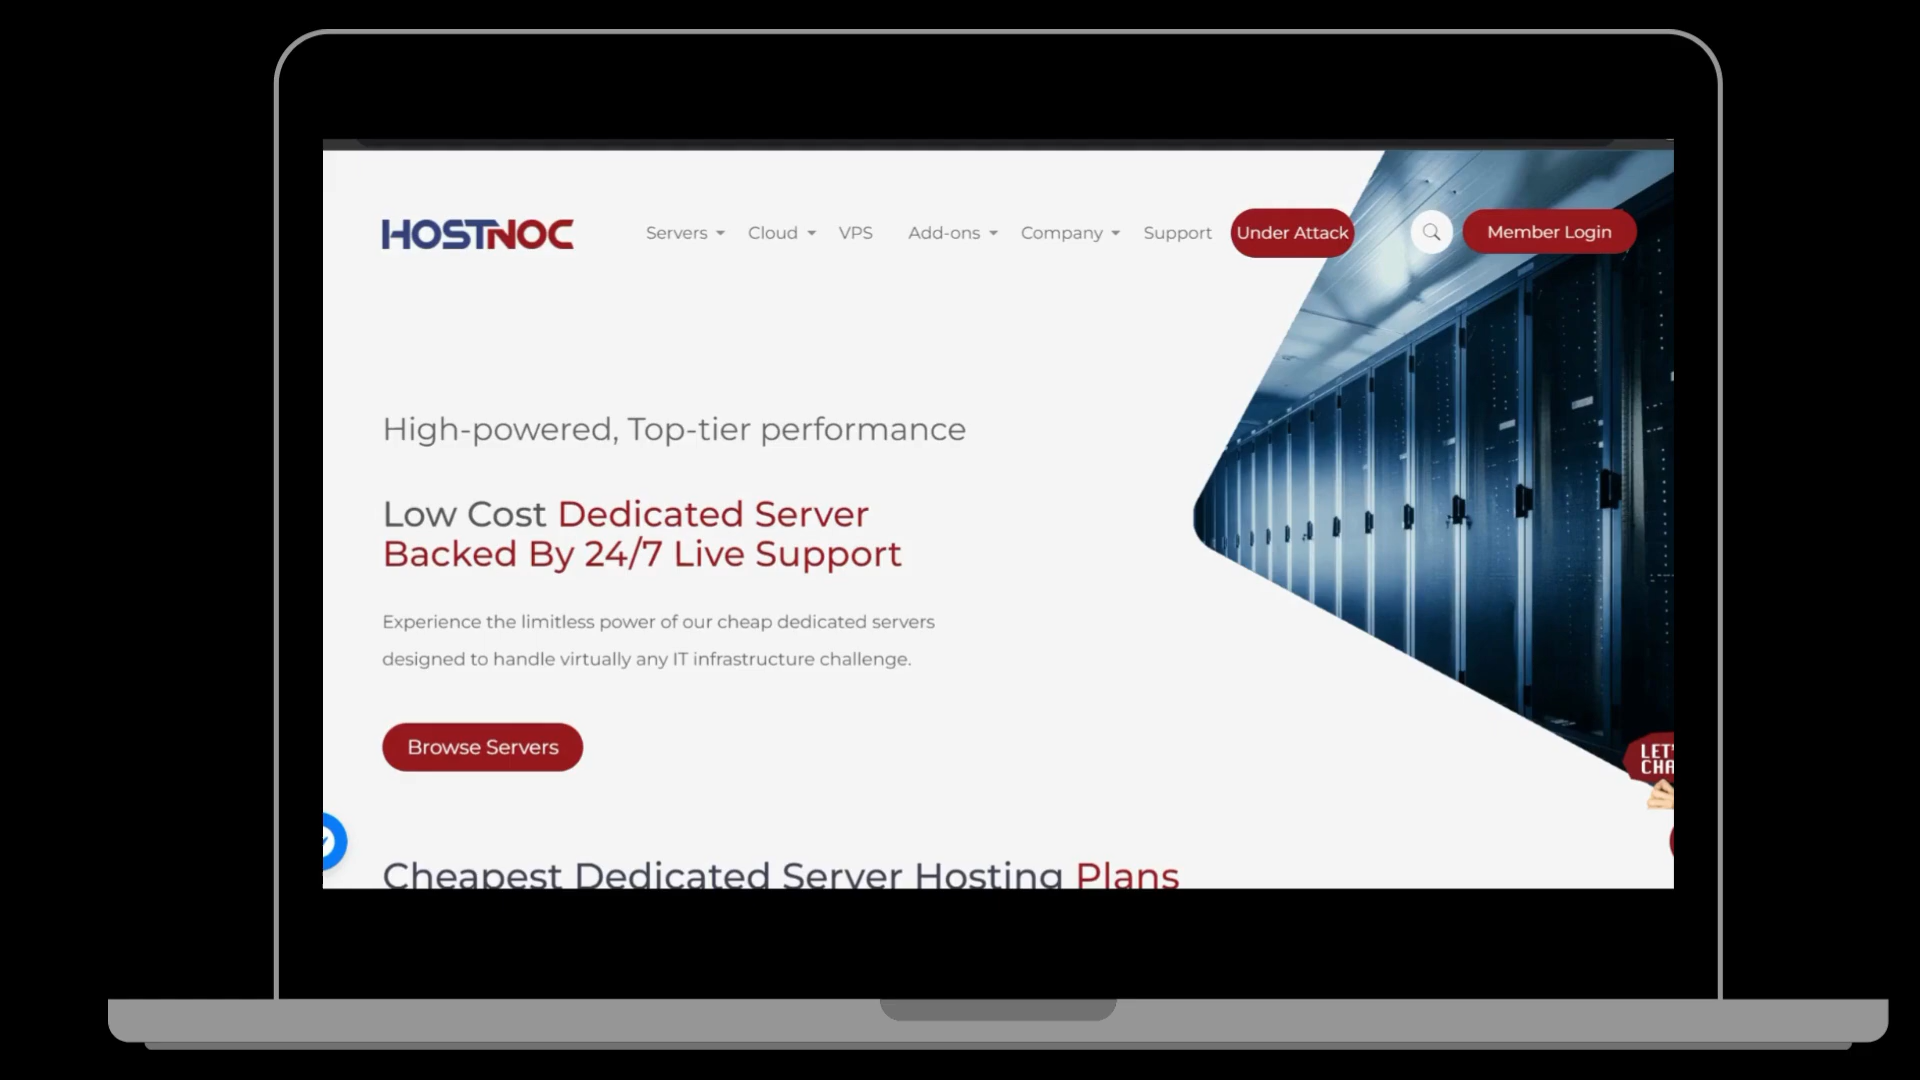 HOSTNOC
Servers Cloud VPS Add-ons Company Support Under Attack Member Login
High-powered, Top-tier performance
Low Cost Dedicated Server
Backed By 24/7 Live Support
Experience the limitless power of our cheap dedicated servers
designed to handle virtually any IT infrastructure challenge.
Browse Servers
LET'
CHA
Cheapest Dedicated Server Hosting Plans